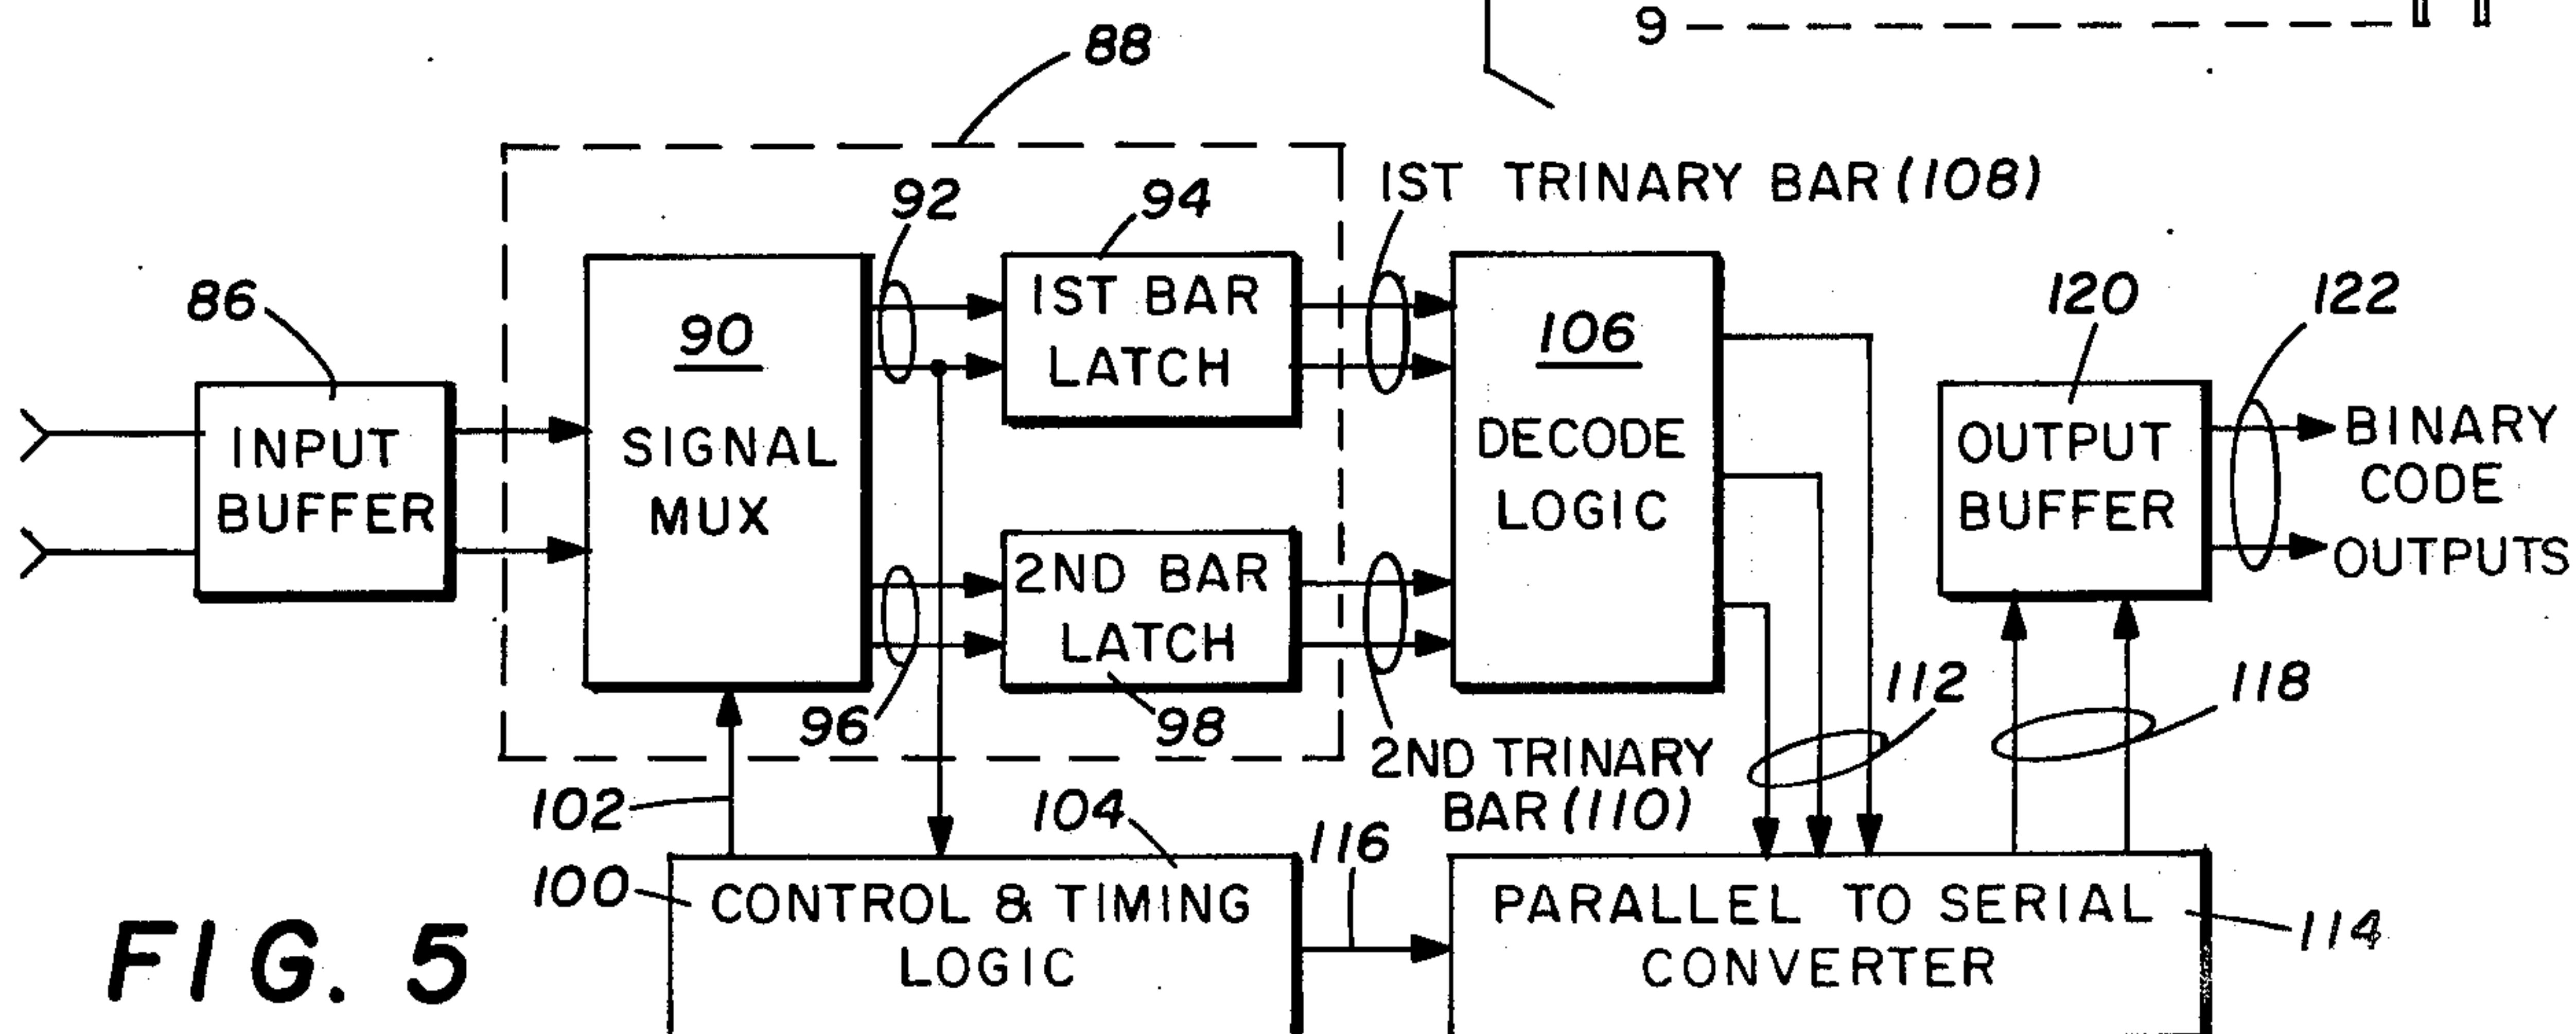 9
88
1ST TRINARY BAR (108)
92
94
86
1ST BAR
LATCH
90
SIGNAL
MUX
106
DECODE
LOGIC
120
122
INPUT
BUFFER
OUTPUT
BUFFER
BINARY
CODE
OUTPUTS
2ND BAR
LATCH
96
98
112
118
2ND TRINARY
BAR (110)
102
104
116
100
CONTROL & TIMING
LOGIC
PARALLEL TO SERIAL
CONVERTER
114
FIG. 5